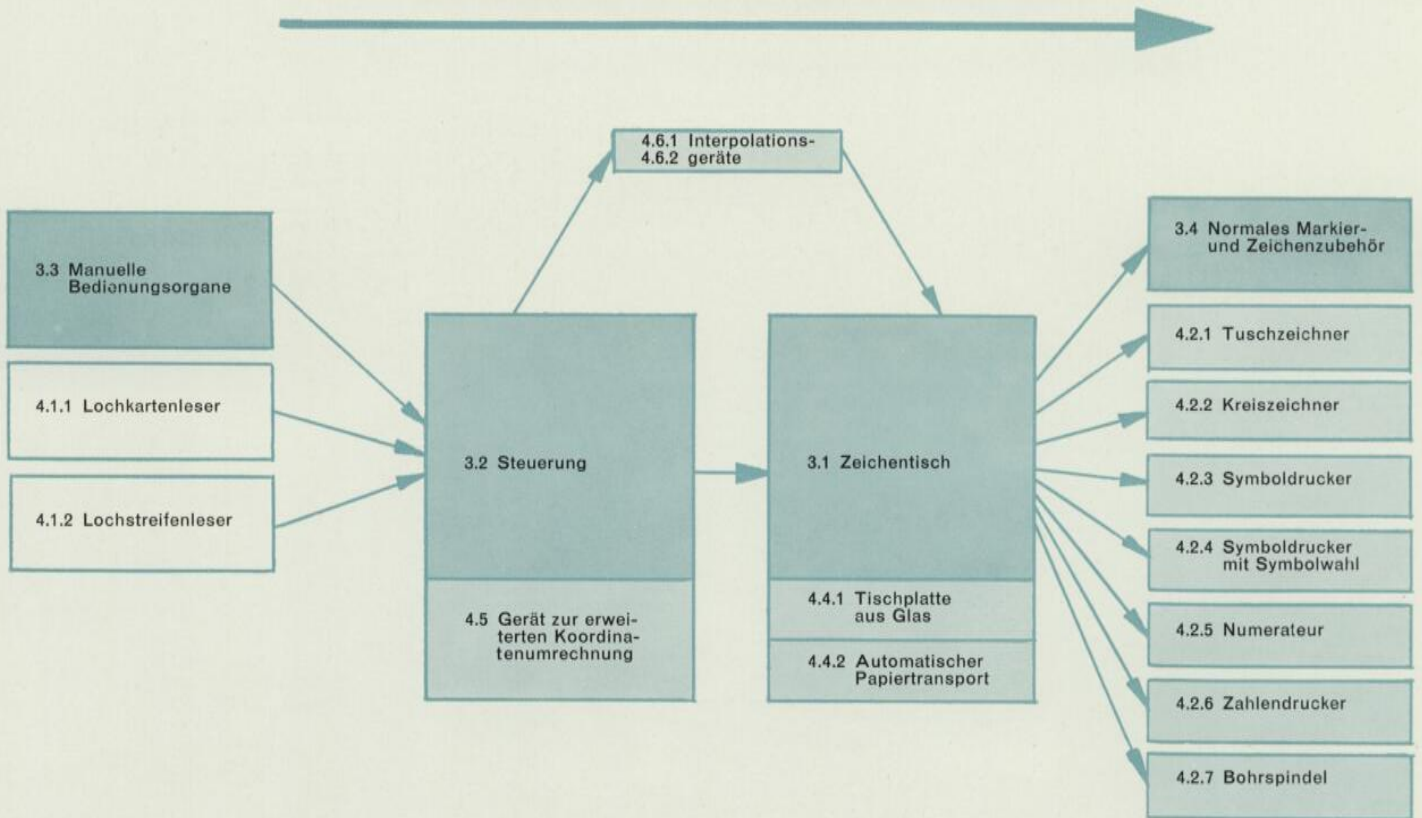 4.6.1 Interpolations-
4.6.2 geräte
3.3 Manuelle
Bedienungsorgane
4.1.1 Lochkartenleser
4.1.2 Lochstreifenleser
3.2 Steuerung
4.5 Gerät zur erwei-
terten Koordina-
tenumrechnung
3.1 Zeichentisch
4.4.1 Tischplatte
aus Glas
4.4.2 Automatischer
Papiertransport
3.4 Normales Markier-
und Zeichenzubehör
4.2.1 Tuschzeichner
4.2.2 Kreiszeichner
4.2.3 Symboldrucker
4.2.4 Symboldrucker
mit Symbolwahl
4.2.5 Numerateur
4.2.6 Zahlendrucker
4.2.7 Bohrspindel